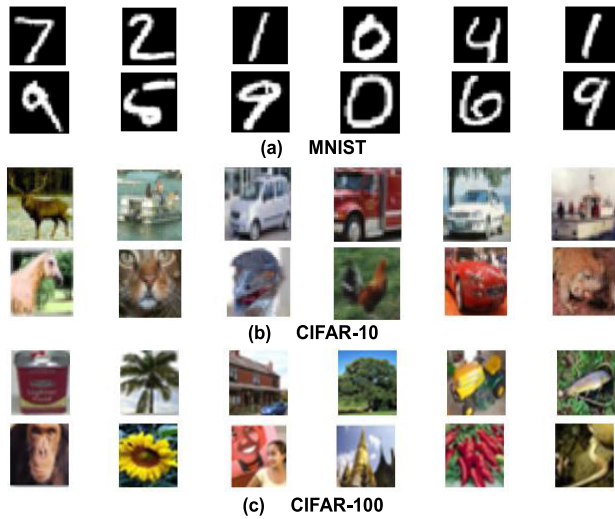 7 2 1 0 4 1
9 5 9 0 6 9
(a) MNIST
(b) CIFAR-10
(c) CIFAR-100